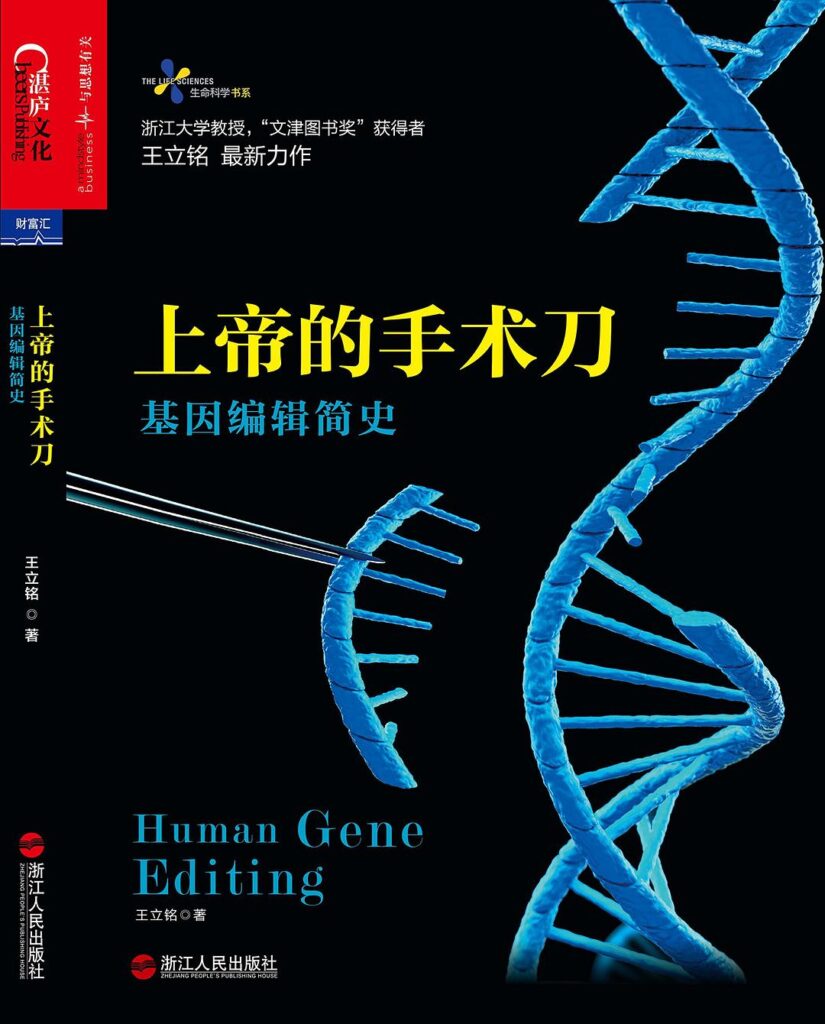 湛庐文化
Cheers Publishing
与思想有关
a mindstyle
business
财富汇
上帝的手术刀
基因编辑简史
王立铭 ◎ 著
浙江人民出版社
ZHEJIANG PEOPLE'S PUBLISHING HOUSE
THE LIFE SCIENCES
生命科学书系
浙江大学教授，“文津图书奖”获得者
王立铭 最新力作
上帝的手术刀
基因编辑简史
Human Gene
Editing
王立铭◎著
浙江人民出版社
ZHEJIANG PEOPLE'S PUBLISHING HOUSE